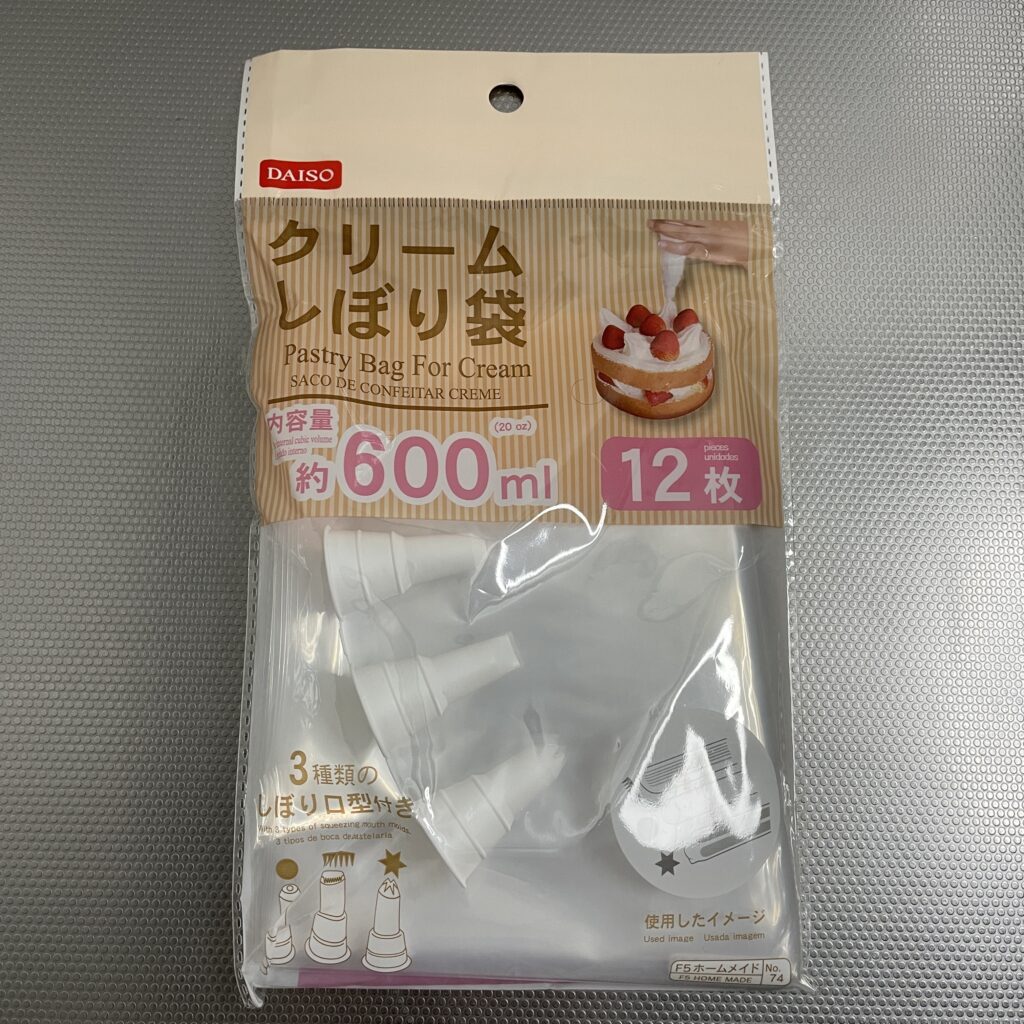 DAISO
クリーム
しぼり袋
Pastry Bag For Cream
SACO DE CONFEITAR CREME
内容量
internal cubic volume
interno
約600ml
(20 oz)
12枚
pieces
unidades
3種類の
しぼり口型付き
With 3 types of squeezing mouth molds.
3 tipos de boca de
使用したイメージ
Used image Usada imagem
F5ホームメイド
F5 HOME MADE
No.
74